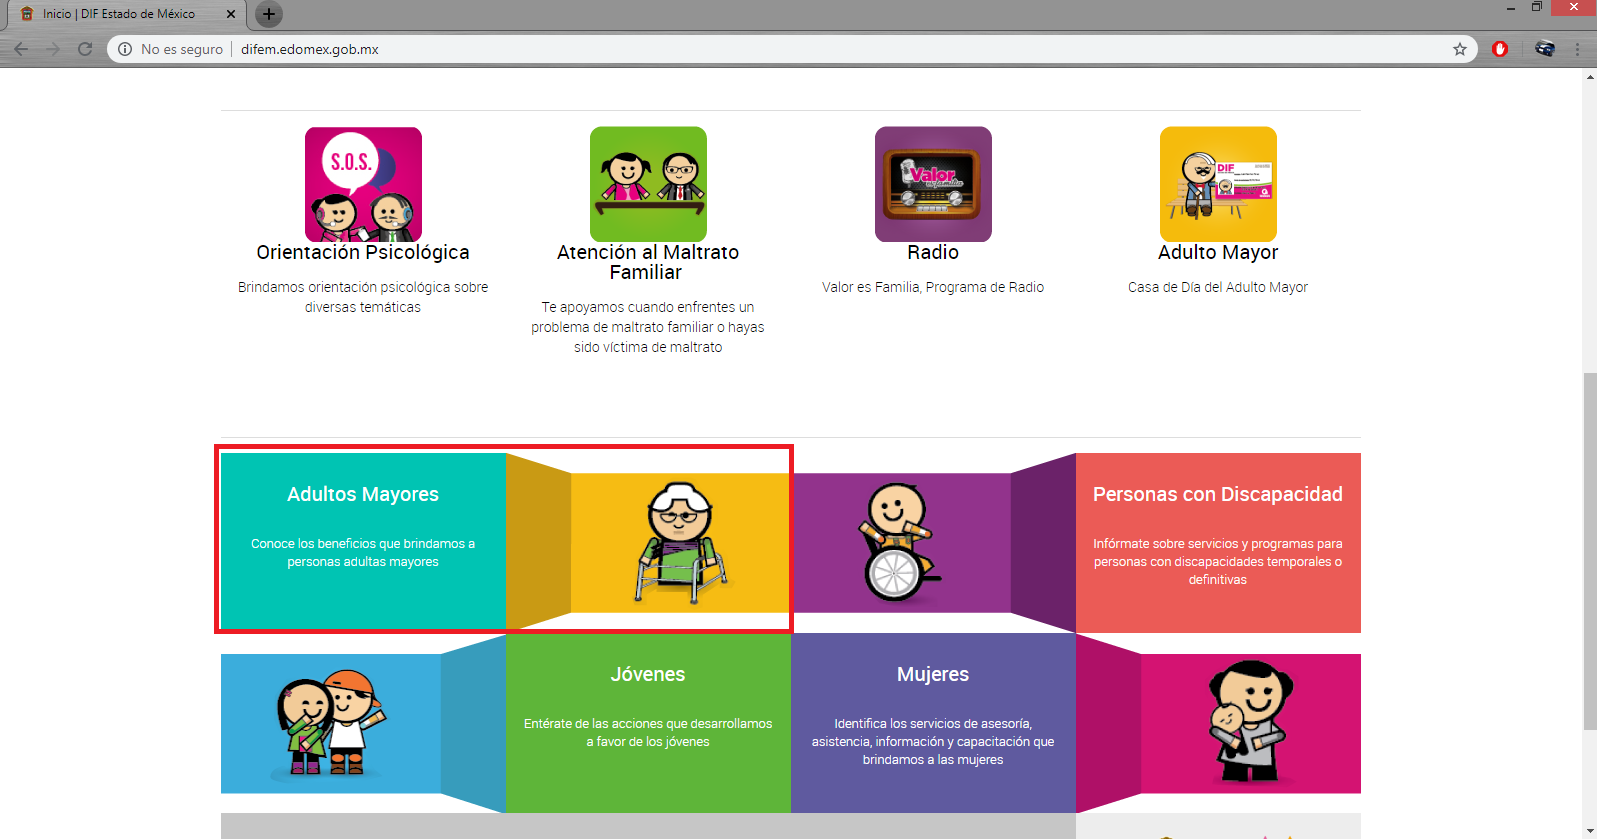 Inicio | DIF Estado de México
No es seguro | difem.edomex.gob.mx
S.O.S.
Valor
DIF
Orientación Psicológica
Brindamos orientación psicológica sobre
diversas temáticas
Atención al Maltrato
Familiar
Te apoyamos cuando enfrentes un
problema de maltrato familiar o hayas
sido víctima de maltrato
Radio
Valor es Familia, Programa de Radio
Adulto Mayor
Casa de Día del Adulto Mayor
Adultos Mayores
Conoce los beneficios que brindamos a
personas adultas mayores
Personas con Discapacidad
Infórmate sobre servicios y programas para
personas con discapacidades temporales o
definitivas
Jóvenes
Entérate de las acciones que desarrollamos
a favor de los jóvenes
Mujeres
Identifica los servicios de asesoría,
asistencia, información y capacitación que
brindamos a las mujeres